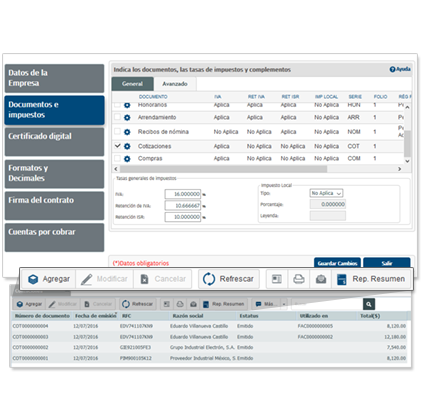 Indica los documentos, las tasas de impuestos y complementos
Ayuda
Datos de la
Empresa
Documentos e
impuestos
Certificado digital
Formatos y
Decimales
Firma del contrato
Cuentas por cobrar
General Avanzado
DOCUMENTO IVA RET IVA RET ISR IMP LOCAL SERIE FOLIO
Honorarios Aplica Aplica Aplica No Aplica HON 1
Arrendamiento Aplica Aplica Aplica No Aplica ARR 1
Recibos de nómina No Aplica No Aplica Aplica No Aplica NOM 1
Cotizaciones Aplica No Aplica No Aplica No Aplica COT 1
Compras Aplica No Aplica No Aplica No Aplica COM 1
Tasas generales de impuestos
IVA: 16.000000 %
Retención de IVA: 10.666667 %
Retención ISR: 10.000000 %
Impuesto Local
Tipo: No Aplica
Porcentaje: 0.000000
Leyenda:
(*)Datos obligatorios
Guardar Cambios Salir
Agregar Modificar Cancelar Refrescar Rep. Resumen
Agregar Modificar Cancelar Refrescar Rep. Resumen Más...
Número de documento Fecha de emisión RFC Razón social Estatus Utilizado en Total($)
COT0000000004 12/07/2016 EDV741107KN9 Eduardo Villanueva Castillo Emitido FAC0000000005 8,120.00
COT0000000003 12/07/2016 EDV741107KN9 Eduardo Villanueva Castillo Emitido FAC0000000002 12,180.00
COT0000000002 12/07/2016 Grupo Industrial Electrón, S.A. Emitido 7,540.00
COT0000000001 12/07/2016 Proveedor Industrial México, S Emitido 8,120.00